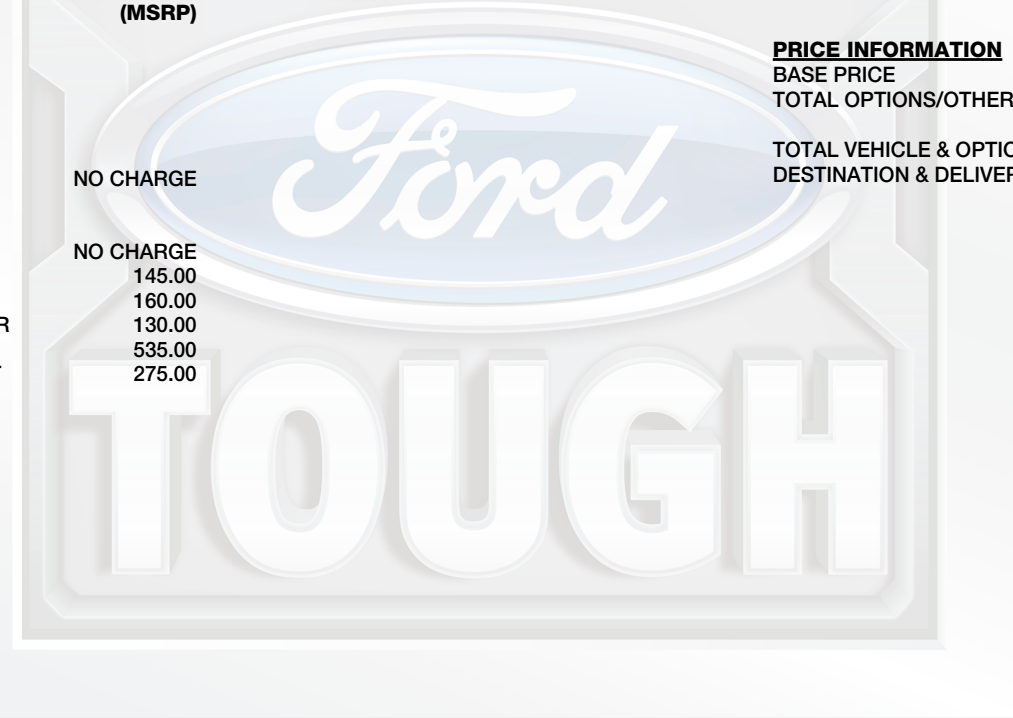 (MSRP)
NO CHARGE
NO CHARGE
145.00
160.00
R 130.00
535.00
275.00
PRICE INFORMATION
BASE PRICE
TOTAL OPTIONS/OTHER
TOTAL VEHICLE & OPTIO
DESTINATION & DELIVER
Ford
TOUGH